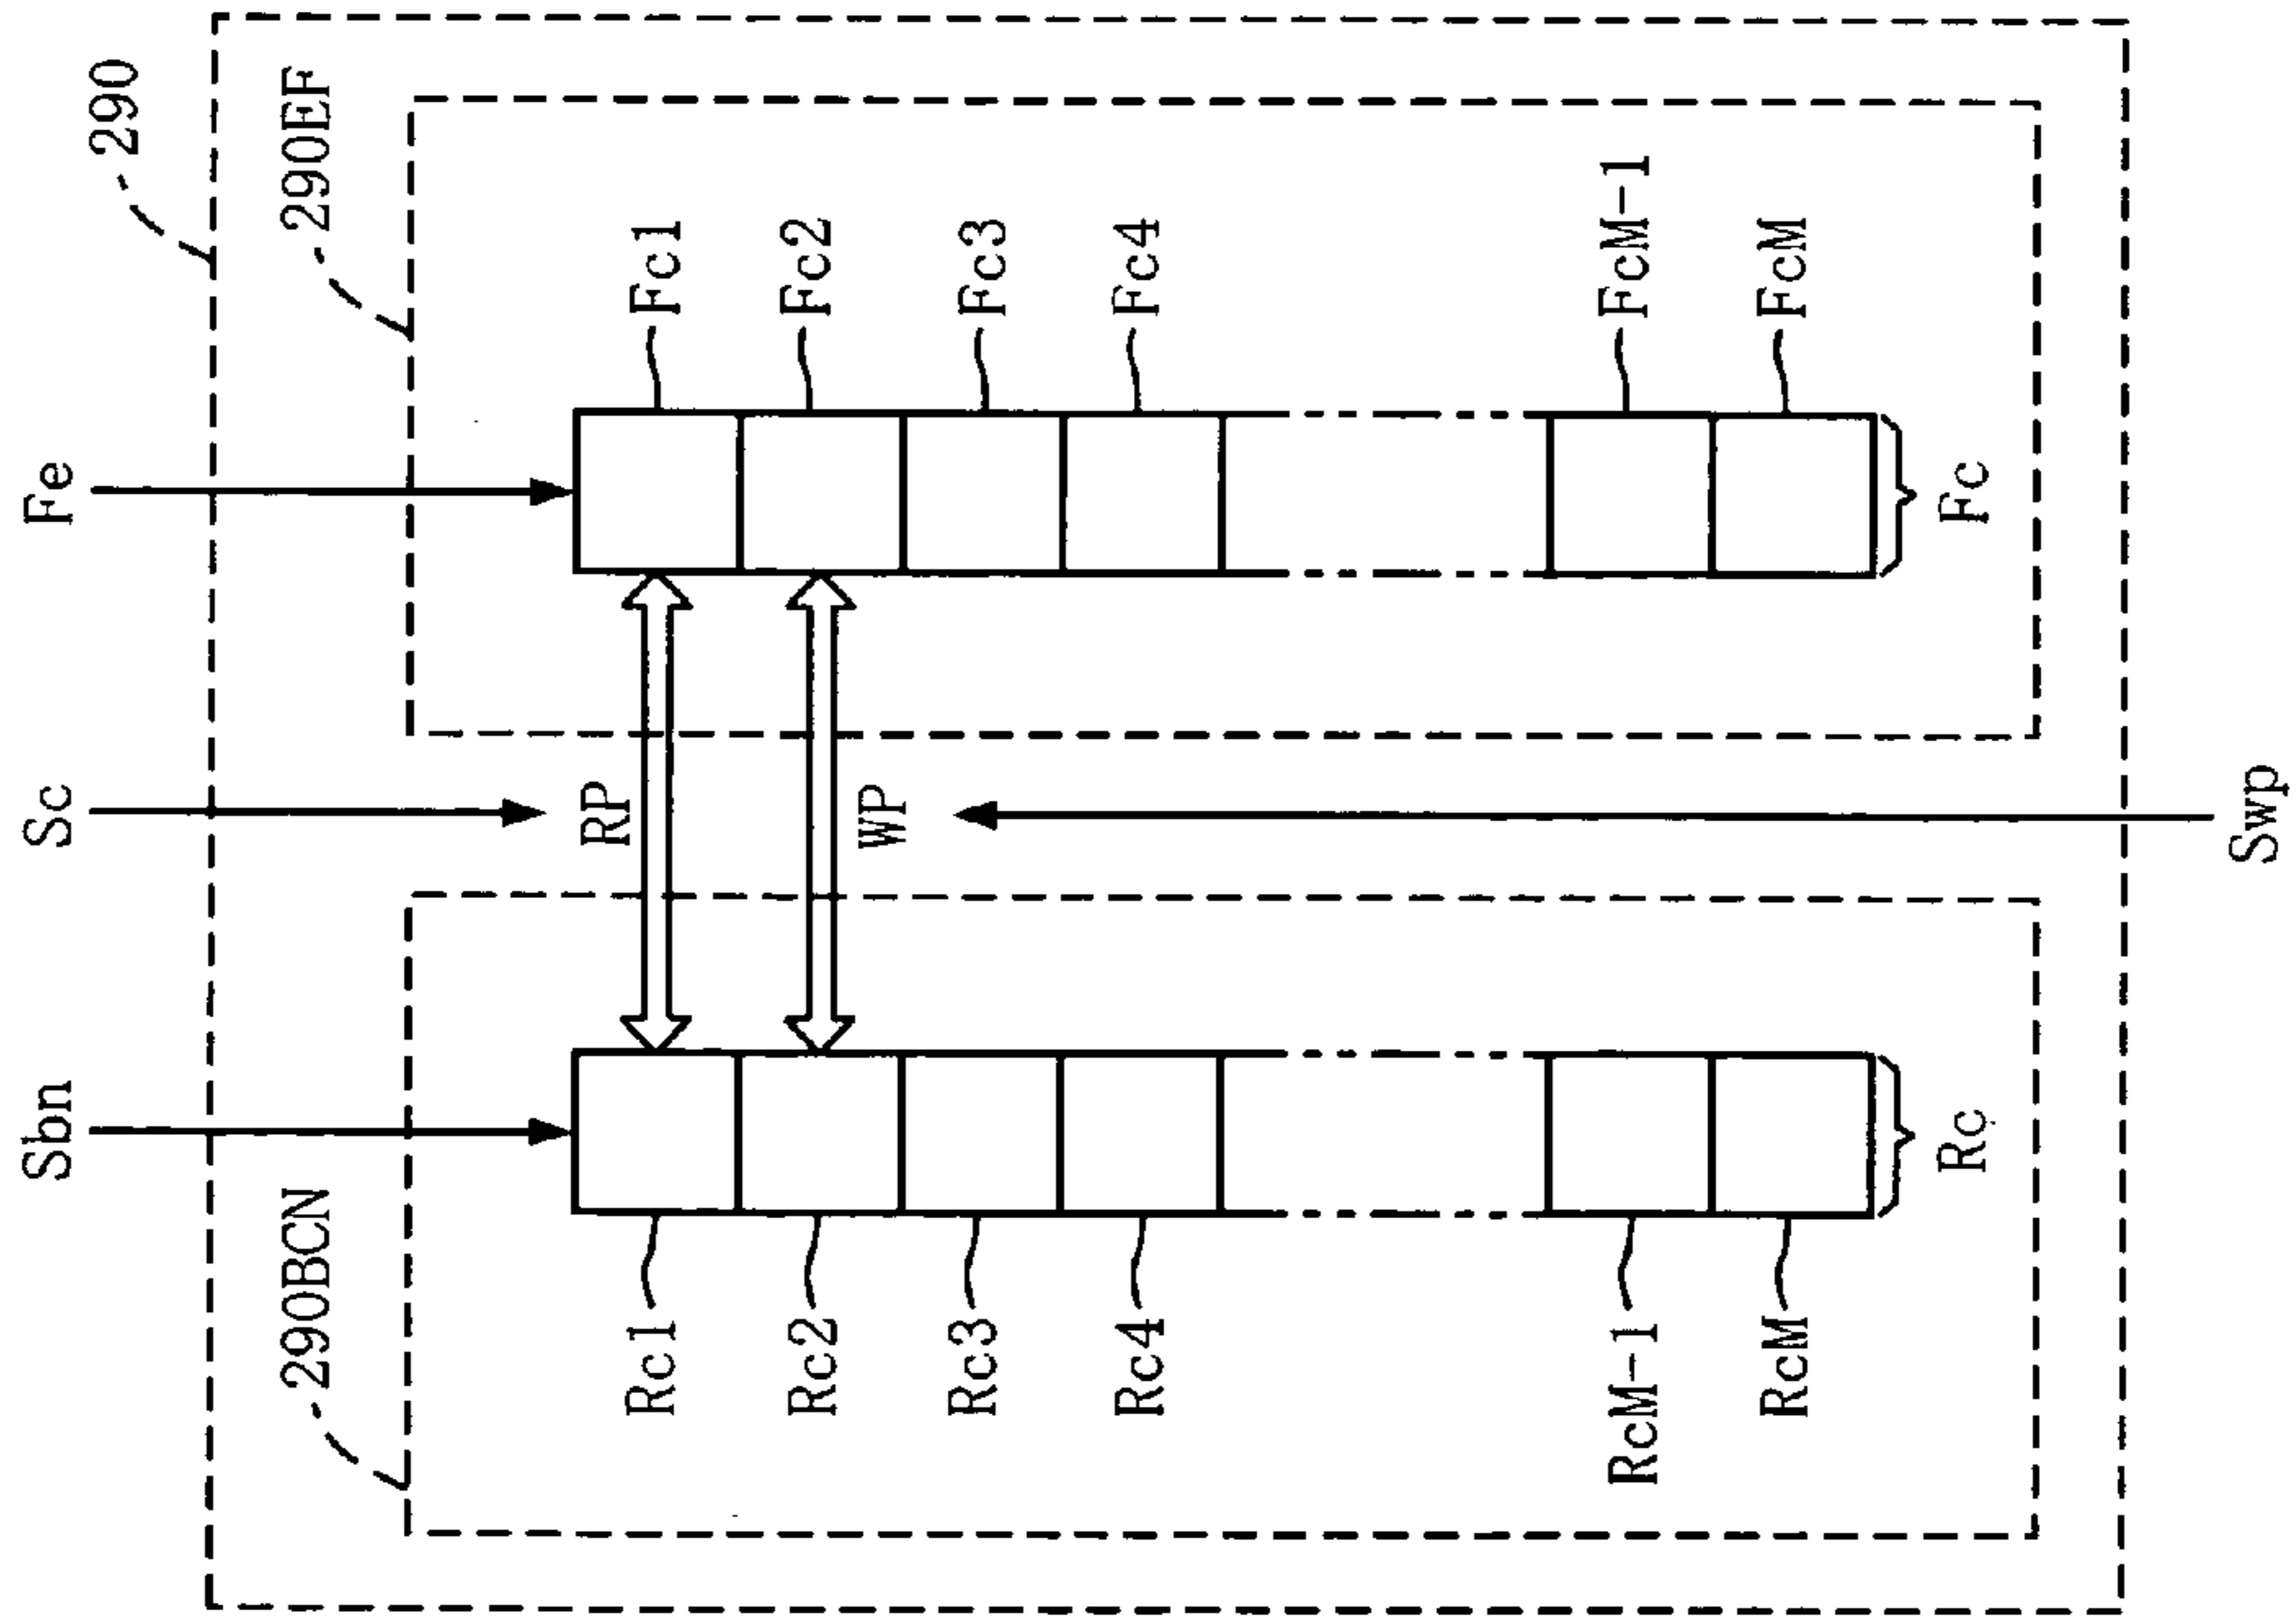 290
290EF
Fe
Fc1
Fc2
Fc3
Fc4
FcM-1
FcM
Fc
Sc
RP
WP
Swp
Sbn
290BCN
Rc1
Rc2
Rc3
Rc4
RcM-1
RcM
Rc